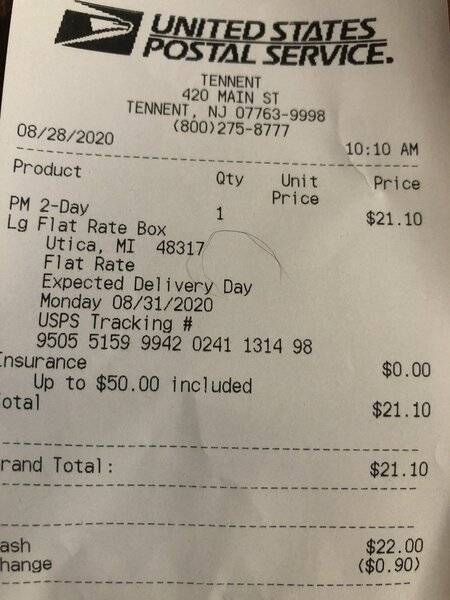 UNITED STATES
POSTAL SERVICE.
TENNENT
420 MAIN ST
TENNENT, NJ 07763-9998
(800)275-8777
08/28/2020 10:10 AM
Product Qty Unit Price
Price
PM 2-Day 1 $21.10
Lg Flat Rate Box
Utica, MI 48317
Flat Rate
Expected Delivery Day
Monday 08/31/2020
USPS Tracking #
9505 5159 9942 0241 1314 98
Insurance $0.00
Up to $50.00 included
otal $21.10
rand Total: $21.10
ash $22.00
hange ($0.90)